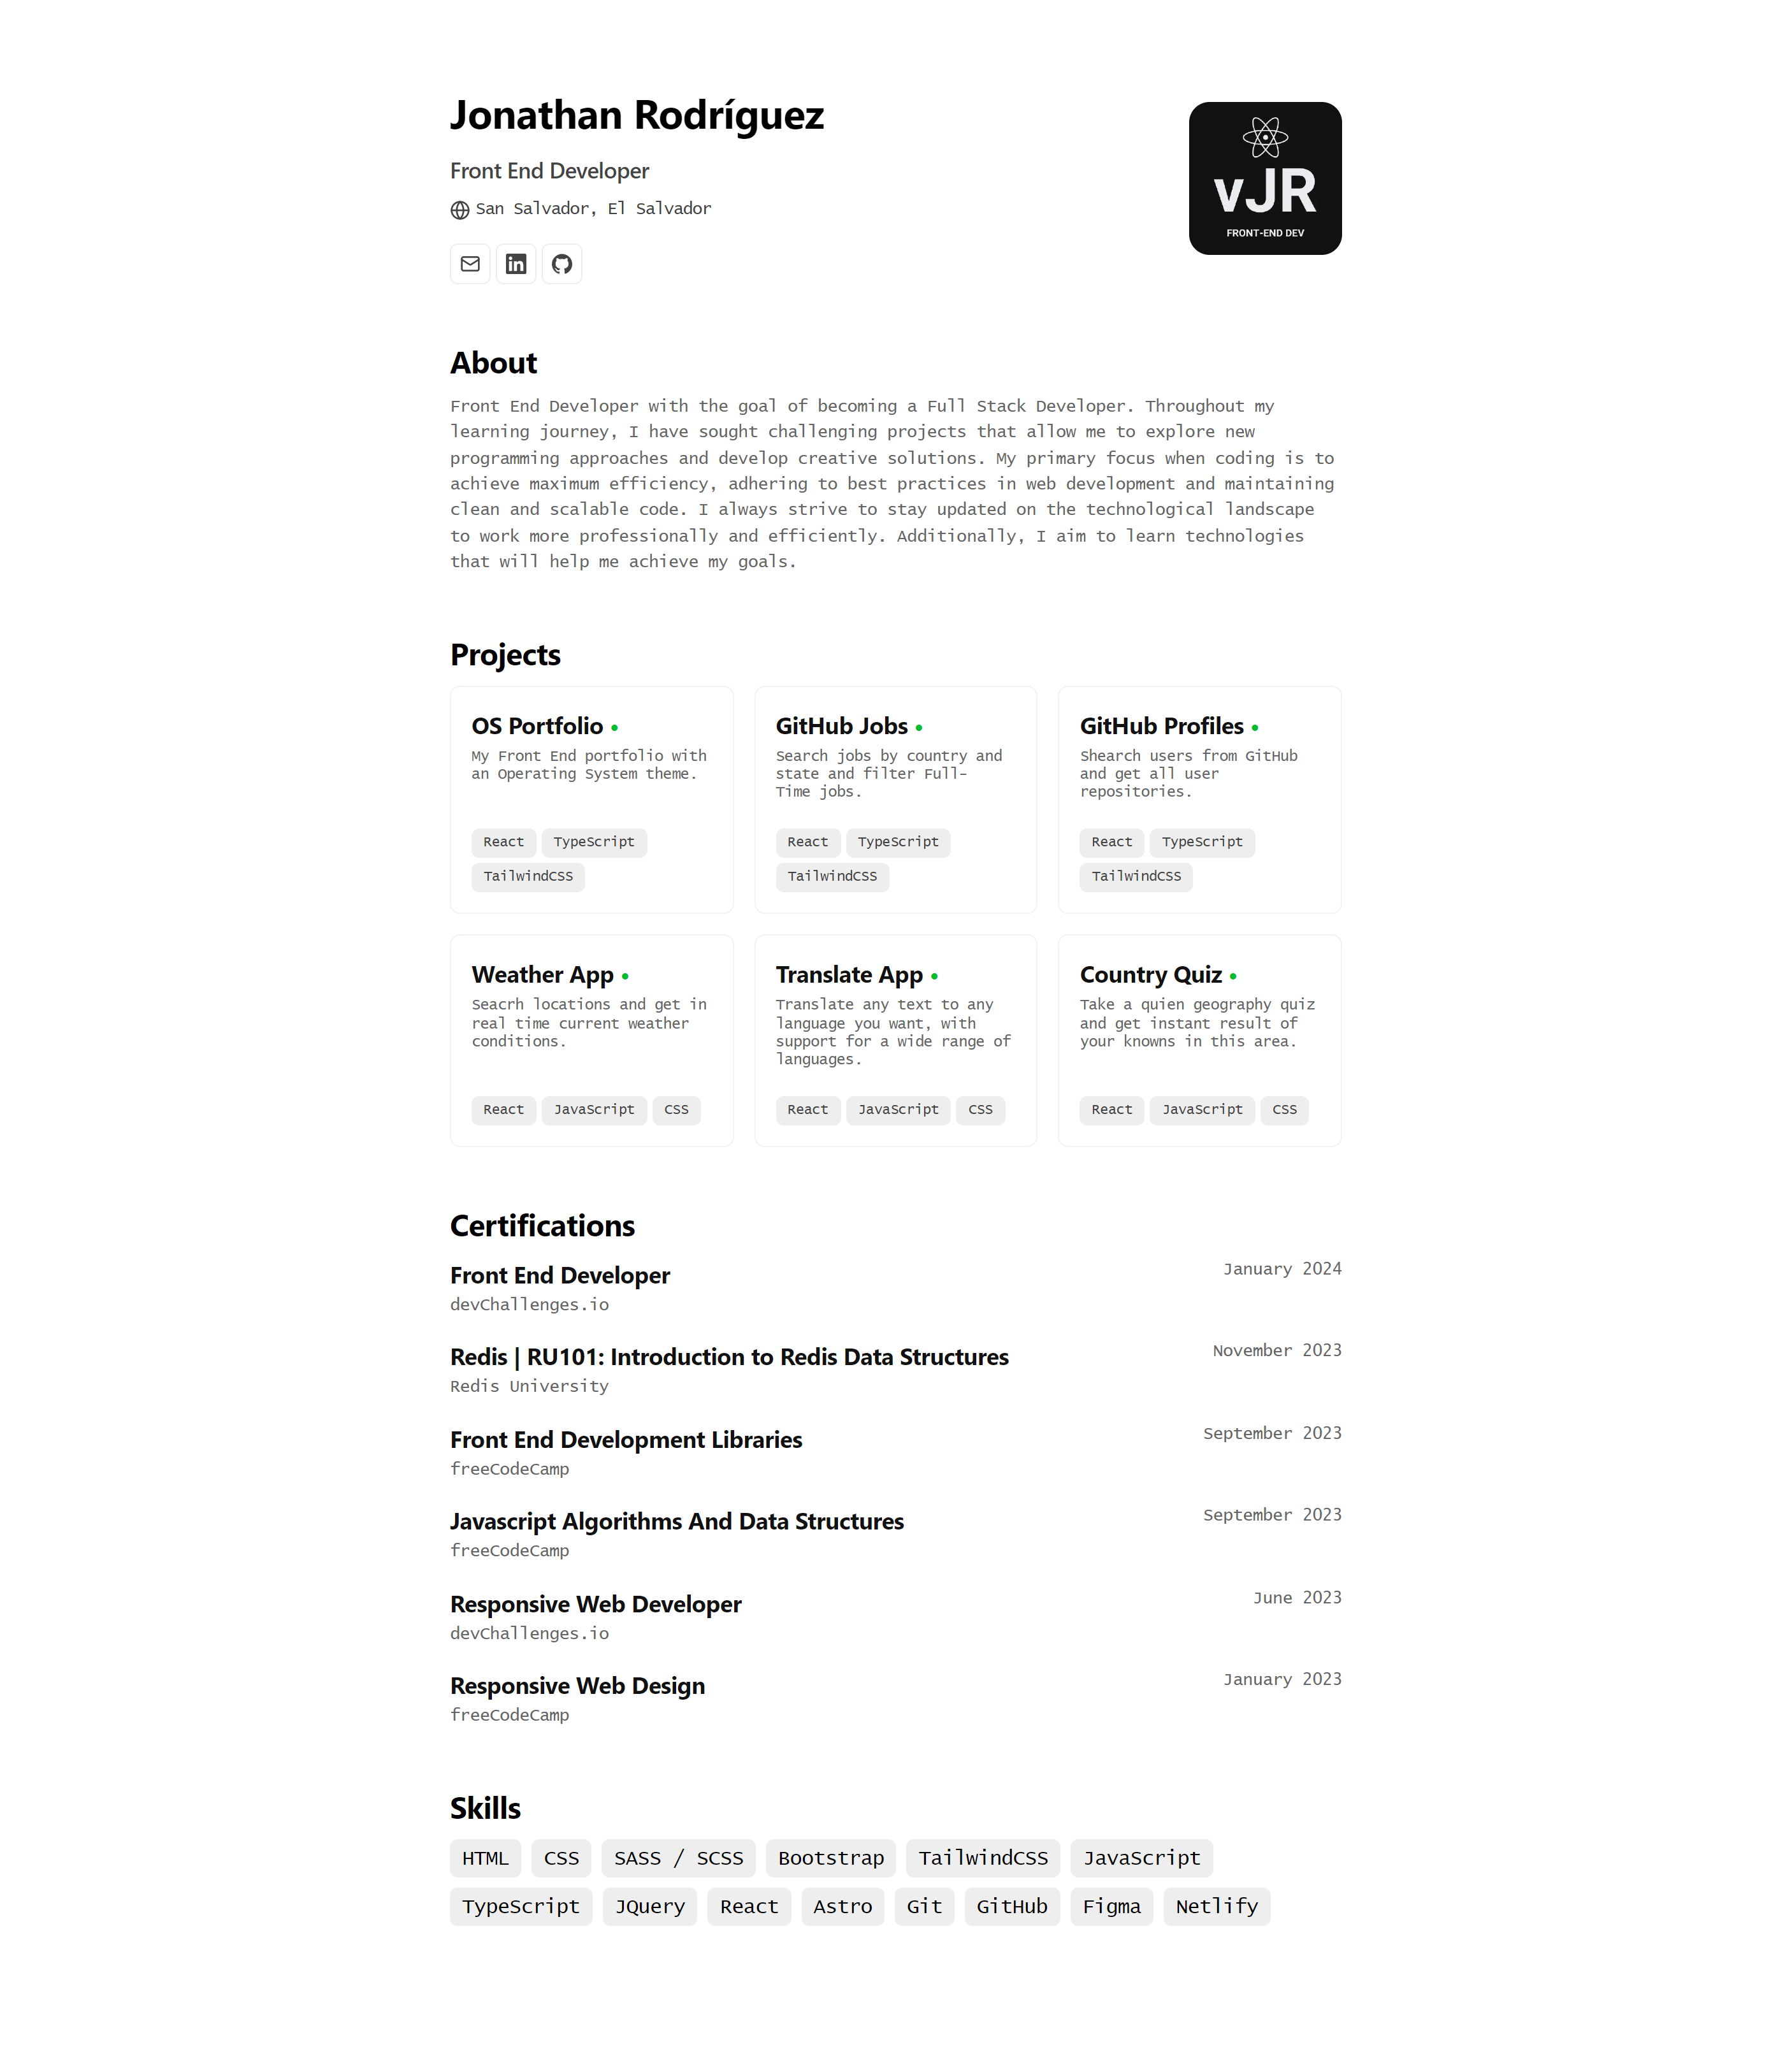 Jonathan Rodríguez
Front End Developer
San Salvador, El Salvador
vJR
FRONT-END DEV
About
Front End Developer with the goal of becoming a Full Stack Developer. Throughout my
learning journey, I have sought challenging projects that allow me to explore new
programming approaches and develop creative solutions. My primary focus when coding is to
achieve maximum efficiency, adhering to best practices in web development and maintaining
clean and scalable code. I always strive to stay updated on the technological landscape
to work more professionally and efficiently. Additionally, I aim to learn technologies
that will help me achieve my goals.
Projects
OS Portfolio
My Front End portfolio with
an Operating System theme.
React TypeScript
TailwindCSS
GitHub Jobs
Search jobs by country and
state and filter Full-
Time jobs.
React TypeScript
TailwindCSS
GitHub Profiles
Shearch users from GitHub
and get all user
repositories.
React TypeScript
TailwindCSS
Weather App
Seacrh locations and get in
real time current weather
conditions.
React JavaScript CSS
Translate App
Translate any text to any
language you want, with
support for a wide range of
languages.
React JavaScript CSS
Country Quiz
Take a quien geography quiz
and get instant result of
your knowns in this area.
React JavaScript CSS
Certifications
Front End Developer January 2024
devChallenges.io
Redis | RU101: Introduction to Redis Data Structures November 2023
Redis University
Front End Development Libraries September 2023
freeCodeCamp
Javascript Algorithms And Data Structures September 2023
freeCodeCamp
Responsive Web Developer June 2023
devChallenges.io
Responsive Web Design January 2023
freeCodeCamp
Skills
HTML CSS SASS / SCSS Bootstrap TailwindCSS JavaScript
TypeScript JQuery React Astro Git GitHub Figma Netlify